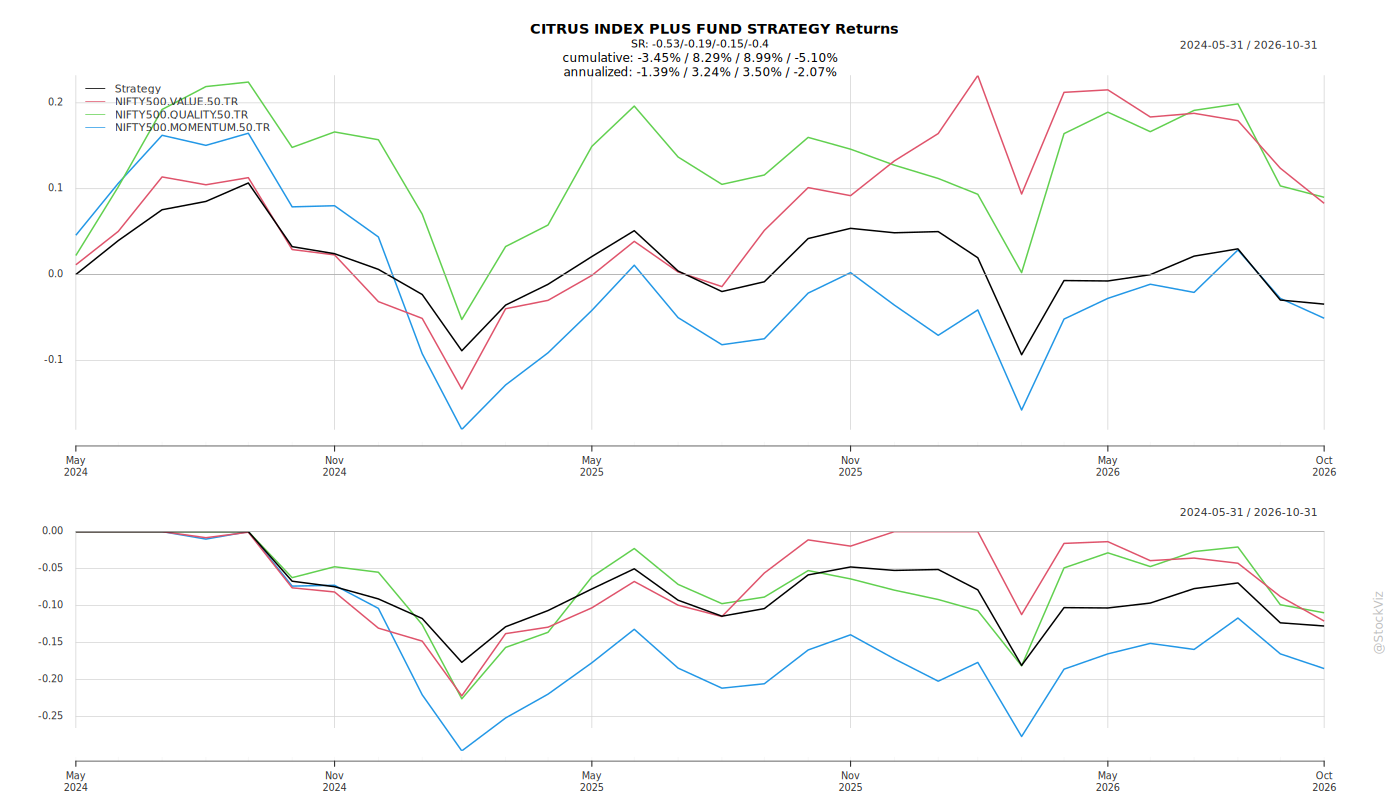 CITRUS INDEX PLUS FUND STRATEGY Returns
SR: -0.53/-0.19/-0.15/-0.4
cumulative: -3.45% / 8.29% / 8.99% / -5.10%
annualized: -1.39% / 3.24% / 3.50% / -2.07%
2024-05-31 / 2026-10-31
Strategy
NIFTY500.VALUE.50.TR
NIFTY500.QUALITY.50.TR
NIFTY500.MOMENTUM.50.TR
0.2
0.1
0.0
-0.1
May Nov May Nov May Oct
2024 2024 2025 2025 2026 2026
2024-05-31 / 2026-10-31
0.00
-0.05
-0.10
-0.15
-0.20
-0.25
May Nov May Nov May Oct
2024 2024 2025 2025 2026 2026
@StockViz